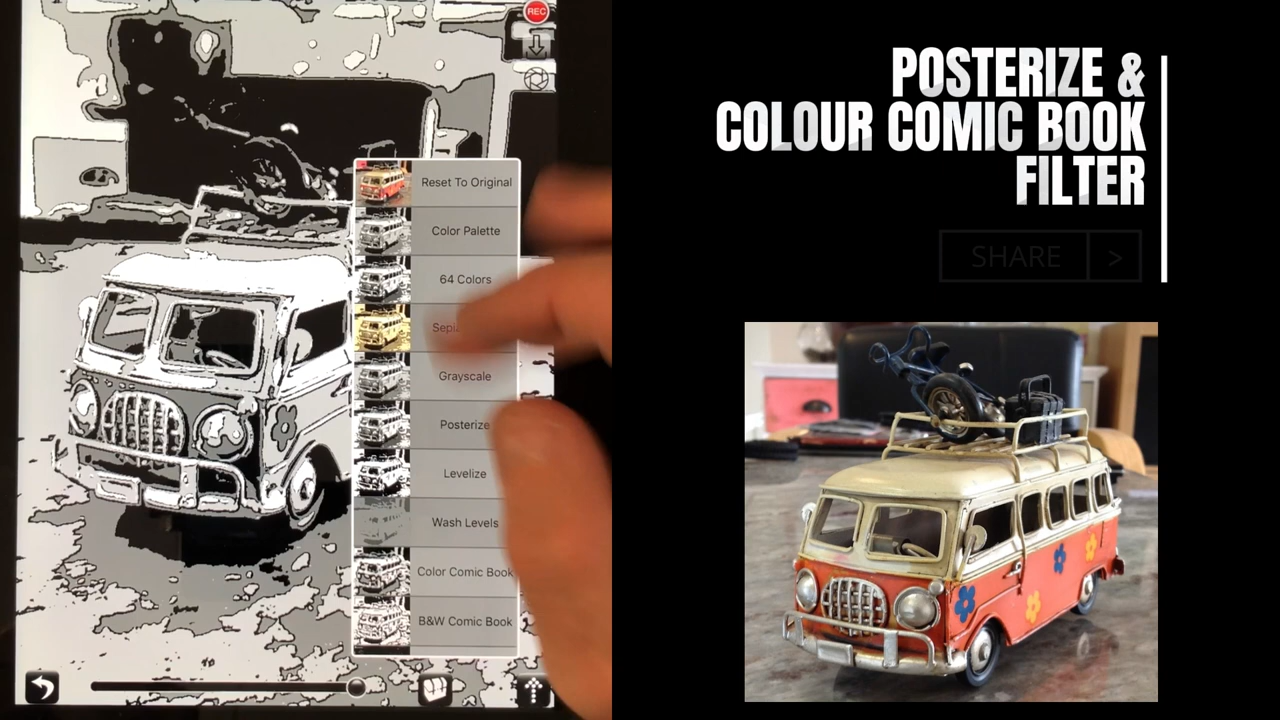 REC
Reset To Original
Color Palette
64 Colors
Grayscale
Posterize
Levelize
Wash Levels
Color Comic Book
B&W Comic Book
POSTERIZE &
COLOUR COMIC BOOK
FILTER
SHARE >